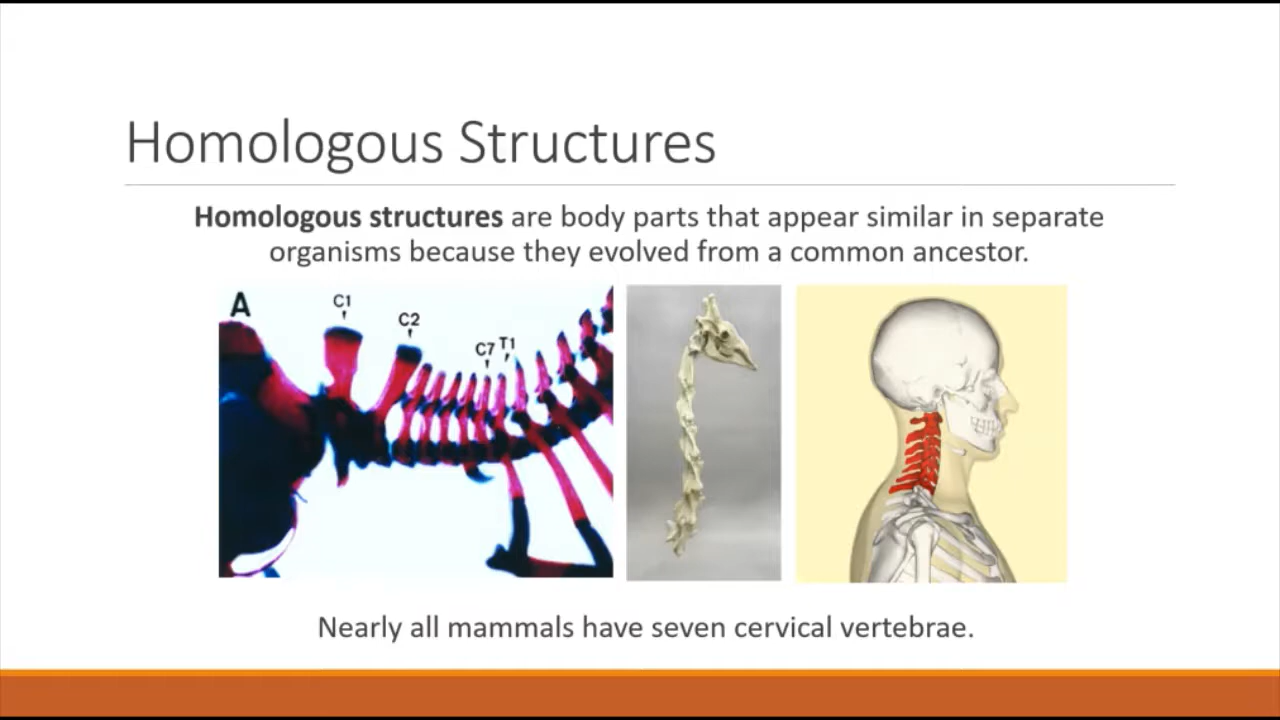 Homologous Structures
Homologous structures are body parts that appear similar in separate
organisms because they evolved from a common ancestor.
A
C1
C2
C7 T1
Nearly all mammals have seven cervical vertebrae.